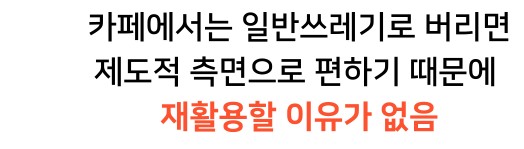 카페에서는 일반쓰레기로 버리면
제도적 측면으로 편하기 때문에
재활용할 이유가 없음